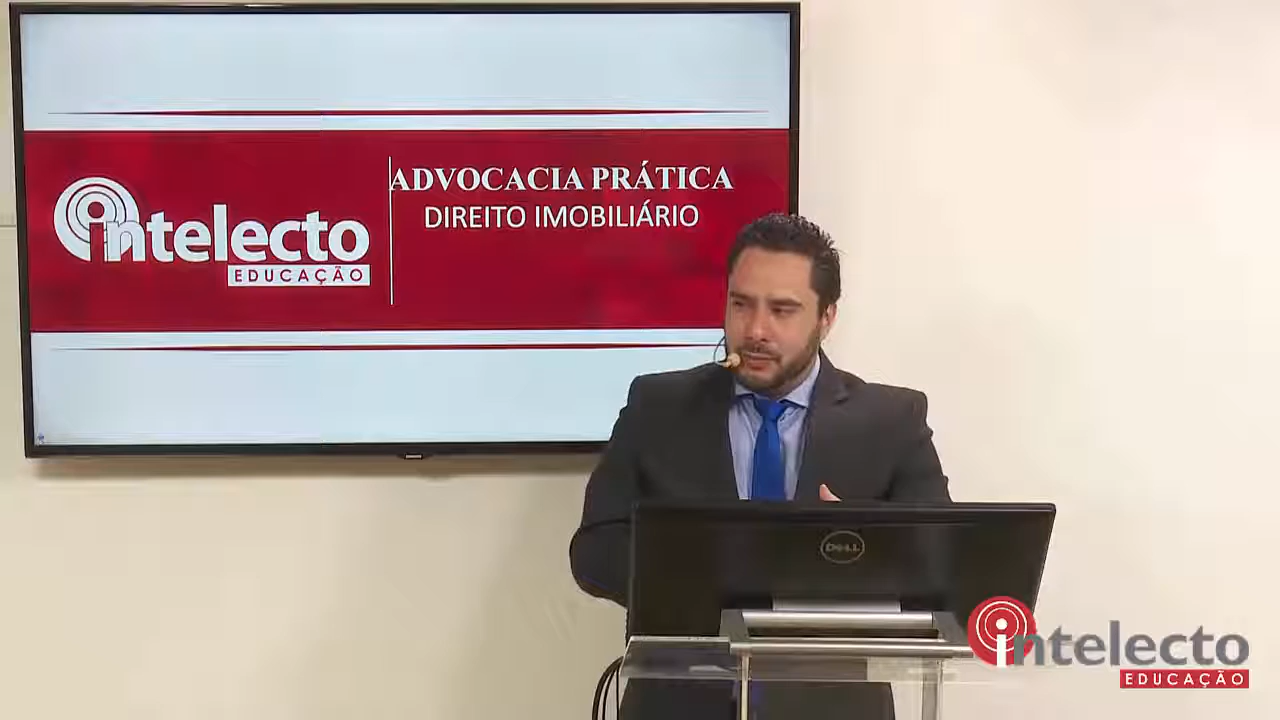 ADVOCACIA PRÁTICA
DIREITO IMOBILIÁRIO
intelecto
EDUCAÇÃO
DELL
intelecto
EDUCAÇÃO